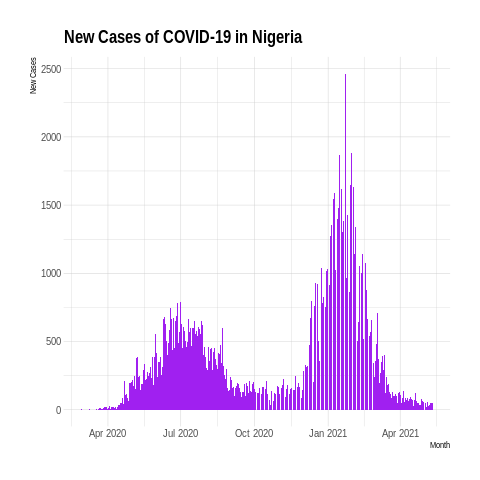 New Cases of COVID-19 in Nigeria
New Cases
2500
2000
1500
1000
500
0
Apr 2020
Jul 2020
Oct 2020
Jan 2021
Apr 2021
Month